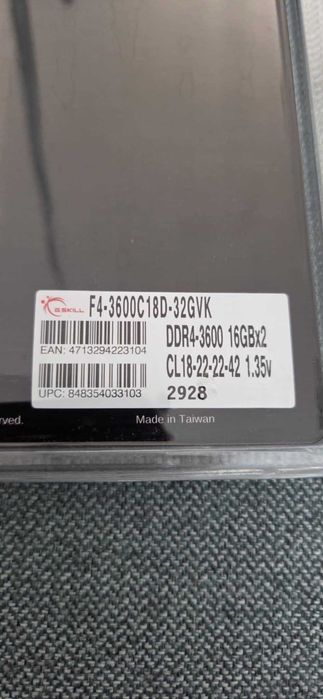 G.SKILL F4-3600C18D-32GVK
DDR4-3600 16GBx2
EAN: 4713294223104
CL18-22-22-42 1.35v
UPC: 848354033103
2928
rved.
Made in Taiwan